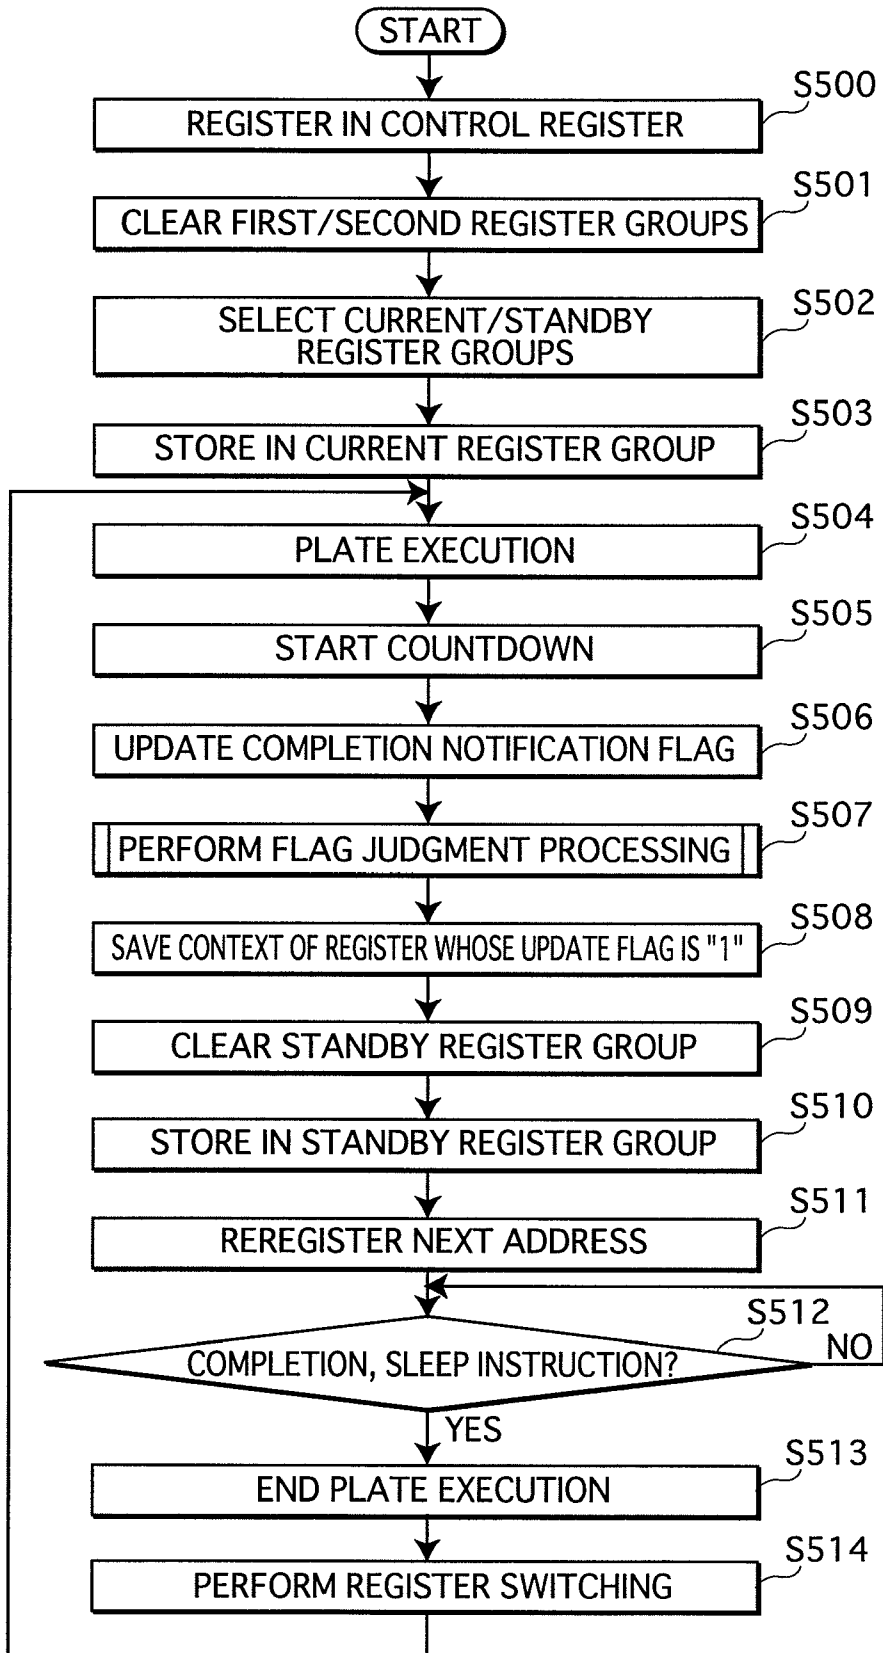 START
S500
REGISTER IN CONTROL REGISTER
S501
CLEAR FIRST/SECOND REGISTER GROUPS
S502
SELECT CURRENT/STANDBY
REGISTER GROUPS
S503
STORE IN CURRENT REGISTER GROUP
S504
PLATE EXECUTION
S505
START COUNTDOWN
S506
UPDATE COMPLETION NOTIFICATION FLAG
S507
PERFORM FLAG JUDGMENT PROCESSING
S508
SAVE CONTEXT OF REGISTER WHOSE UPDATE FLAG IS "1"
S509
CLEAR STANDBY REGISTER GROUP
S510
STORE IN STANDBY REGISTER GROUP
S511
REREGISTER NEXT ADDRESS
S512
COMPLETION, SLEEP INSTRUCTION?
NO
YES
S513
END PLATE EXECUTION
S514
PERFORM REGISTER SWITCHING